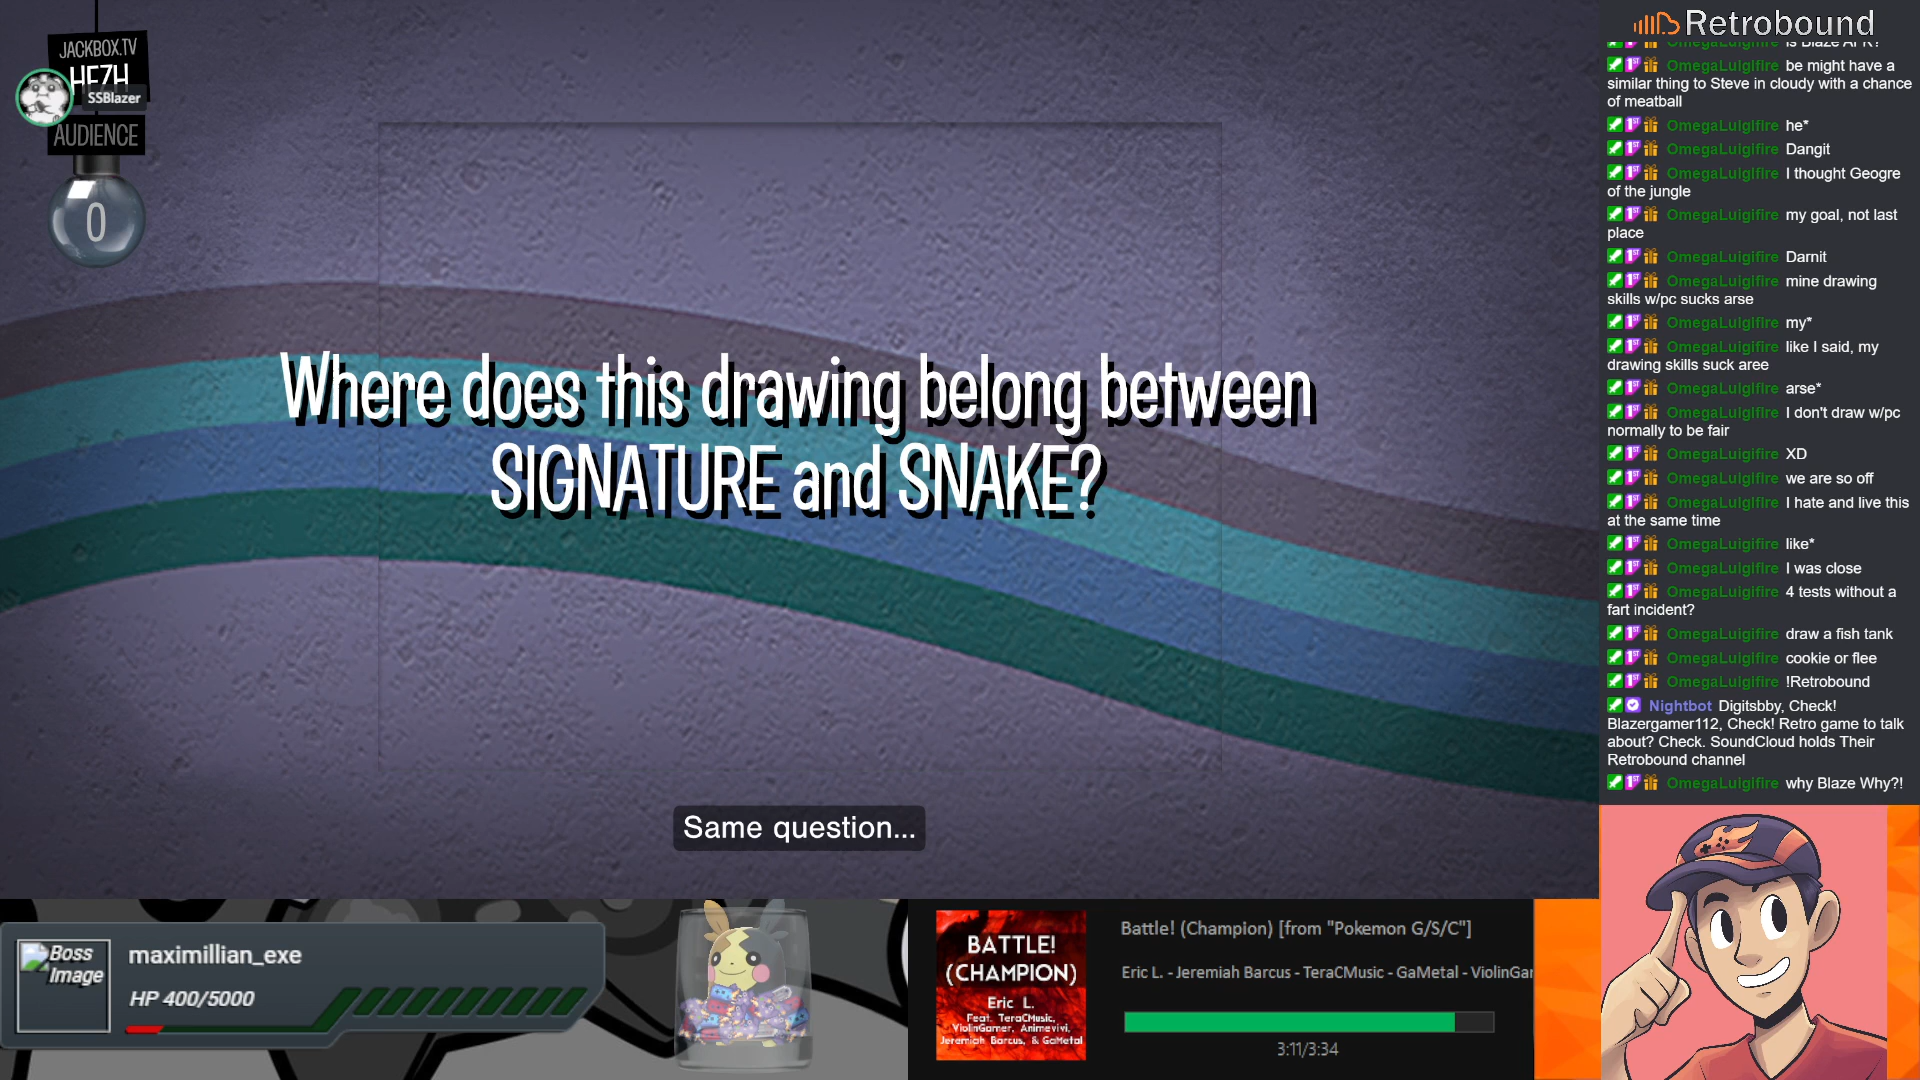 JACKBOX.TV
HFZH
SSBlazer
AUDIENCE
0
Where does this drawing belong between
SIGNATURE and SNAKE?
Same question...
Boss
Image
maximillian_exe
HP 400/5000
BATTLE!
(CHAMPION)
Eric L.
Feat. TeraCMusic,
ViolinGamer, Animevivi,
Jeremiah Barcus, & GaMetal
Battle! (Champion) [from "Pokemon G/S/C"]
Eric L. - Jeremiah Barcus - TeraCMusic - GaMetal - ViolinGar
3:11/3:34
Retrobound
OmegaLuigifire be might have a
similar thing to Steve in cloudy with a chance
of meatball
OmegaLuigifire he*
OmegaLuigifire Dangit
OmegaLuigifire I thought Geogre
of the jungle
OmegaLuigifire my goal, not last
place
OmegaLuigifire Darnit
OmegaLuigifire mine drawing
skills w/pc sucks arse
OmegaLuigifire my*
OmegaLuigifire like I said, my
drawing skills suck aree
OmegaLuigifire arse*
OmegaLuigifire I don't draw w/pc
normally to be fair
OmegaLuigifire XD
OmegaLuigifire we are so off
OmegaLuigifire I hate and live this
at the same time
OmegaLuigifire like*
OmegaLuigifire I was close
OmegaLuigifire 4 tests without a
fart incident?
OmegaLuigifire draw a fish tank
OmegaLuigifire cookie or flee
OmegaLuigifire !Retrobound
Nightbot Digitsbby, Check!
Blazergamer112, Check! Retro game to talk
about? Check. SoundCloud holds Their
Retrobound channel
OmegaLuigifire why Blaze Why?!